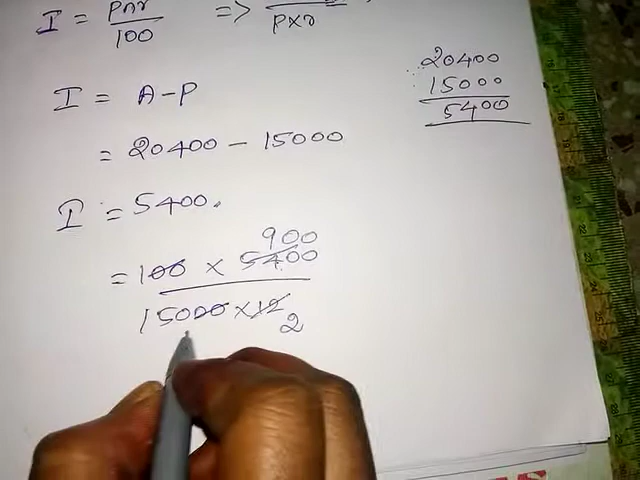 I = Pnr/100 => / P×r
I = A-P
= 20400 - 15000
I = 5400.
900
= 100 × 5400
15000 × 12
2
20400
15000
5400